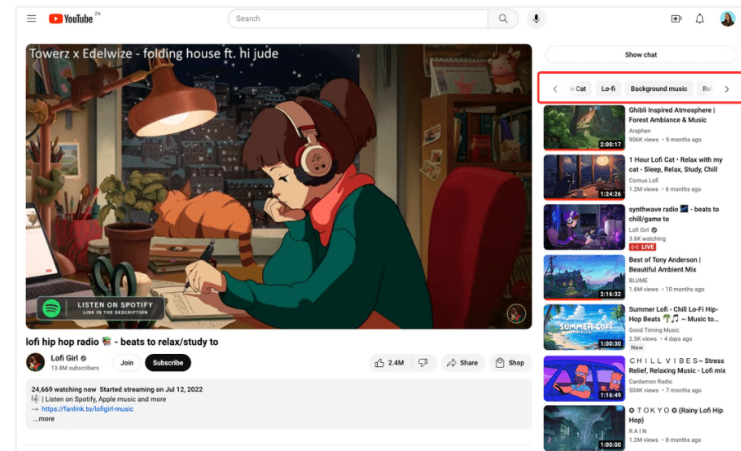 YouTube ZA
Search
Towerz x Edelwize - folding house ft. hi jude
LISTEN ON SPOTIFY
LINK IN THE DESCRIPTION
lofi hip hop radio 📚 - beats to relax/study to
Lofi Girl
13.8M subscribers
Join
Subscribe
2.4M
Share
Shop
24,669 watching now Started streaming on Jul 12, 2022
🎼 | Listen on Spotify, Apple music and more
→ https://fanlink.to/lofigirl-music
...more
Show chat
Cat
Lo-fi
Background music
Ghibli Inspired Atmosphere |
Forest Ambiance & Music
Arsphen
906K views • 9 months ago
2:00:17
1 Hour Lofi Cat • Relax with my
cat - Sleep, Relax, Study, Chill
Comus Lofi
1.2M views • 6 months ago
1:24:26
synthwave radio 🌌 - beats to
chill/game to
Lofi Girl
3.6K watching
LIVE
Best of Tony Anderson |
Beautiful Ambient Mix
BLUME
1.6M views • 10 months ago
2:16:32
Summer Lofi - Chill Lo-Fi Hip-
Hop Beats 🌴🎵 ~ Music to...
Good Timing Music
2.5K views • 4 days ago
New
SUMMER LOFI
1:00:30
C H I L L V I B E S ~ Stress
Relief, Relaxing Music - Lofi mix
Cardamon Radio
504K views • 7 months ago
1:16:49
✪ T O K Y O ✪ (Rainy Lofi Hip
Hop)
R A I N
1.2M views • 8 months ago
1:00:00